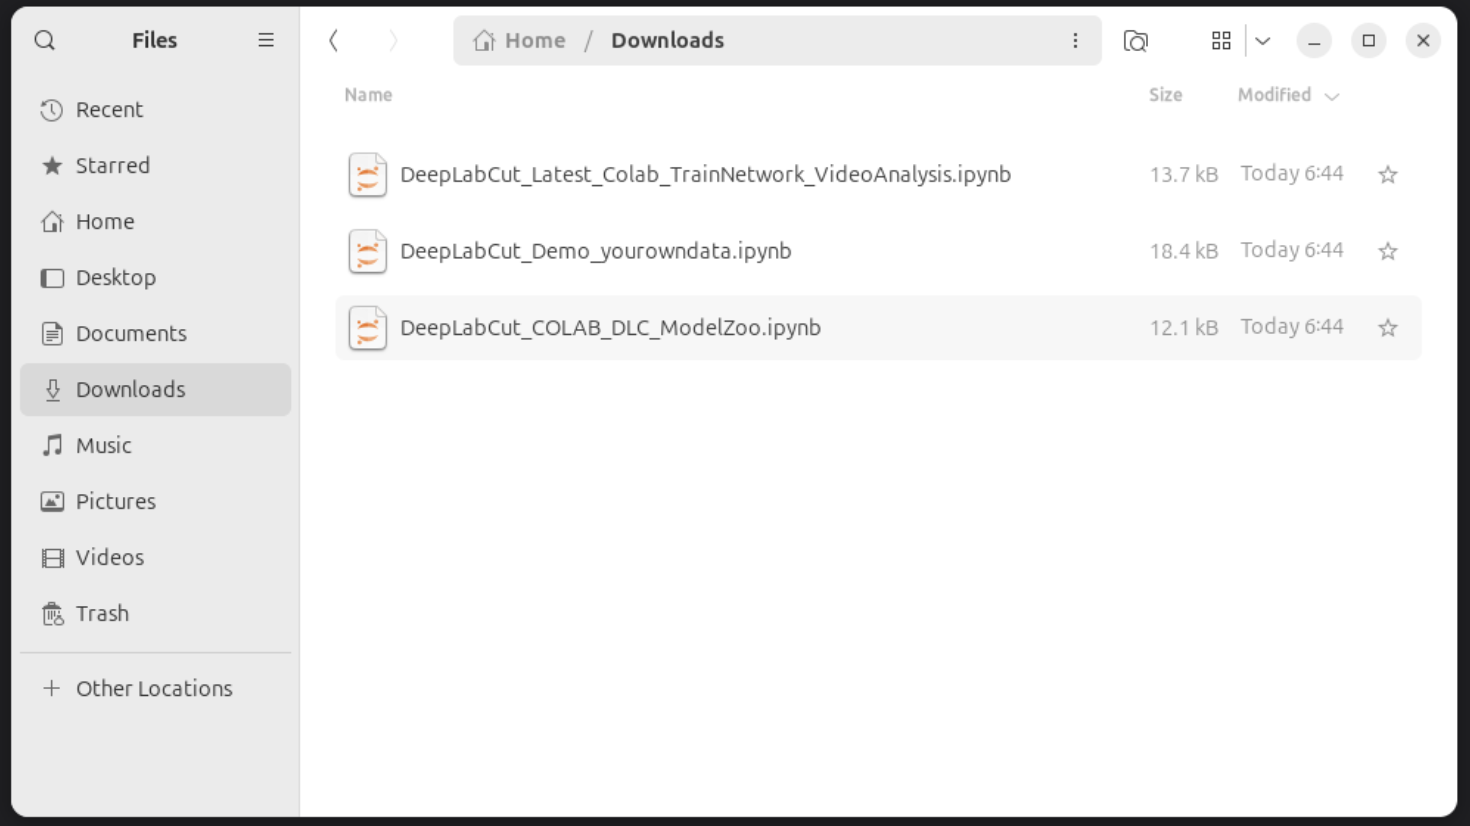 Files
Home / Downloads
Recent
Starred
Home
Desktop
Documents
Downloads
Music
Pictures
Videos
Trash
Other Locations
Name Size Modified
DeepLabCut_Latest_Colab_TrainNetwork_VideoAnalysis.ipynb 13.7 kB Today 6:44
DeepLabCut_Demo_yourowndata.ipynb 18.4 kB Today 6:44
DeepLabCut_COLAB_DLC_ModelZoo.ipynb 12.1 kB Today 6:44